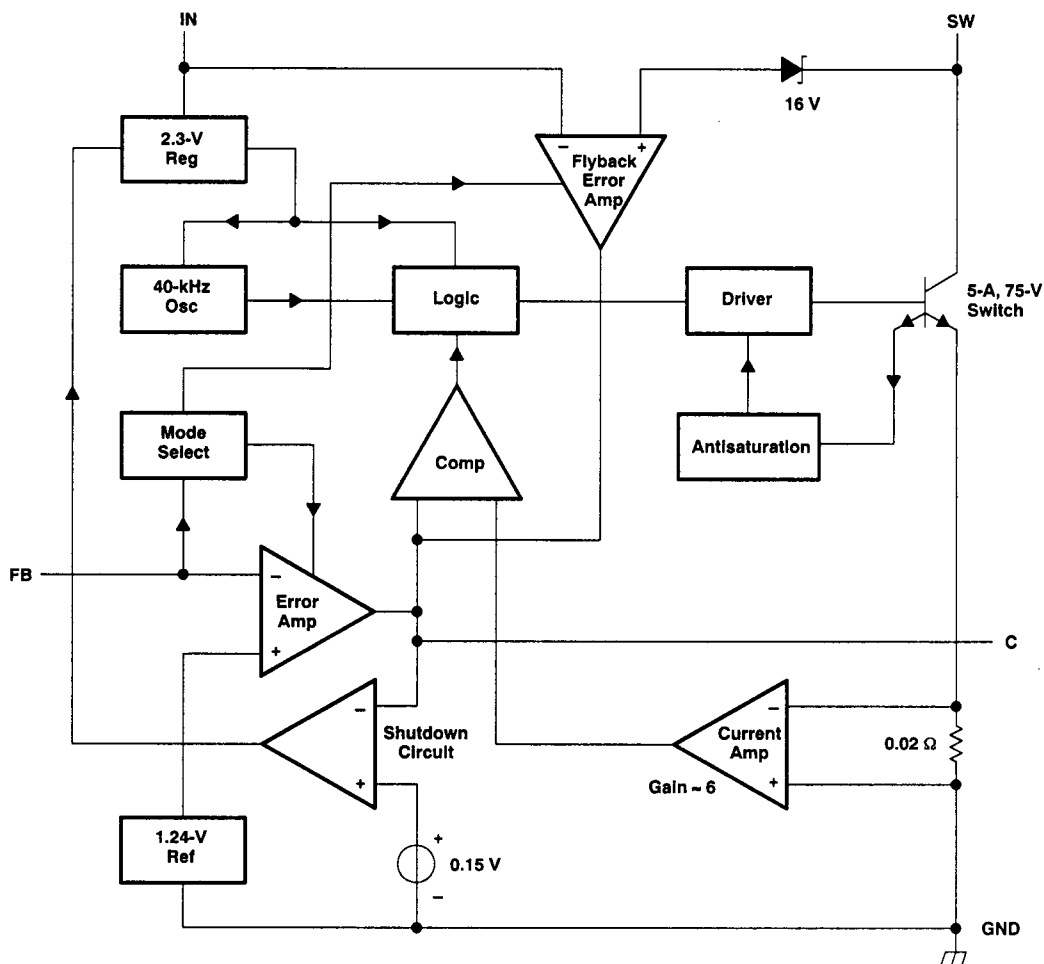 IN
SW
16 V
2.3-V
Reg
−
+
Flyback
Error
Amp
40-kHz
Osc
Logic
Driver
5-A, 75-V
Switch
Mode
Select
Comp
Antisaturation
FB
−
Error
Amp
+
C
−
Shutdown
Circuit
+
−
Current
Amp
+
Gain ~ 6
0.02 Ω
1.24-V
Ref
+
0.15 V
−
GND